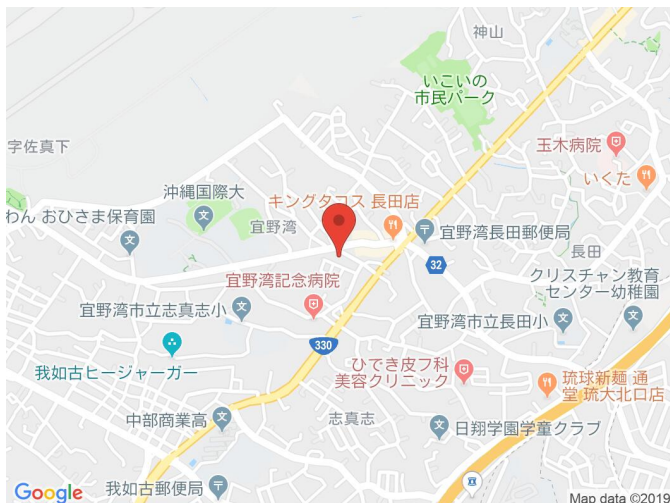 神山
いこいの
市民パーク
字佐真下
玉木病院
いくた
沖縄国際大
キングタコス 長田店
わん おひさま保育園
宜野湾
宜野湾長田郵便局
長田
32
クリスチャン教育
センター幼稚園
宜野湾記念病院
宜野湾市立志真志小
宜野湾市立長田小
330
我如古ヒージャーガー
ひでき皮フ科
美容クリニック
琉球新麺 通
堂 琉大北口店
中部商業高
志真志
日翔学園学童クラブ
我如古郵便局
Google
Map data ©2019